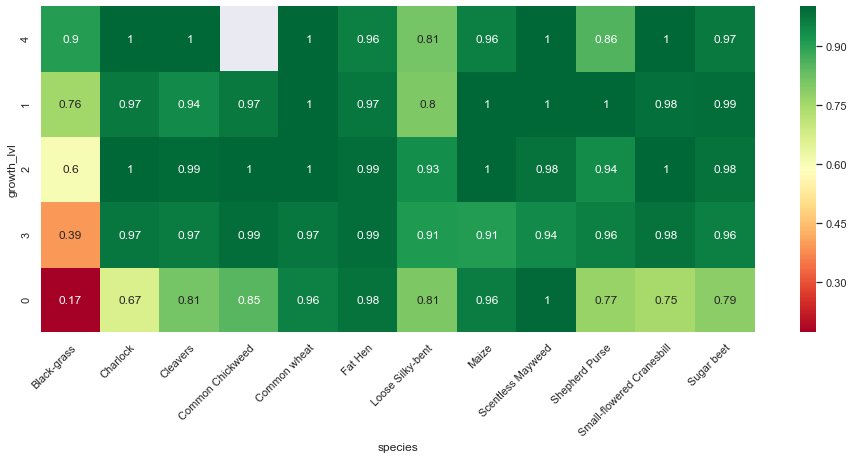 4 0.9 1 1 1 0.96 0.81 0.96 1 0.86 1 0.97
1 0.76 0.97 0.94 0.97 1 0.97 0.8 1 1 1 0.98 0.99
2 0.6 1 0.99 1 1 0.99 0.93 1 0.98 0.94 1 0.98
3 0.39 0.97 0.97 0.99 0.97 0.99 0.91 0.91 0.94 0.96 0.98 0.96
0 0.17 0.67 0.81 0.85 0.96 0.98 0.81 0.96 1 0.77 0.75 0.79
growth_lvl
Black-grass
Charlock
Cleavers
Common Chickweed
Common wheat
Fat Hen
Loose Silky-bent
Maize
Scentless Mayweed
Shepherd Purse
Small-flowered Cranesbill
Sugar beet
species
0.90
0.75
0.60
0.45
0.30